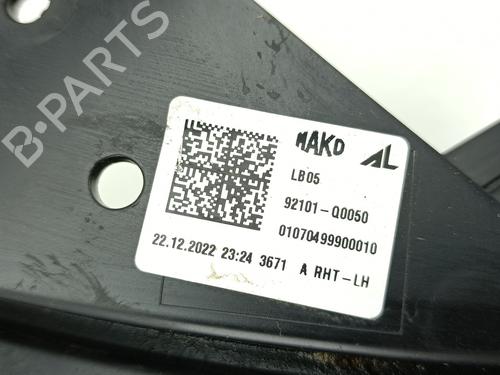 B-PARTS
MAKO AL
LB05
92101-Q0050
01070499900010
22.12.2022 23:24 3671 A RHT-LH